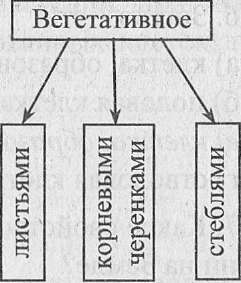 Вегетативное
листьями
корневыми
черенками
стеблями